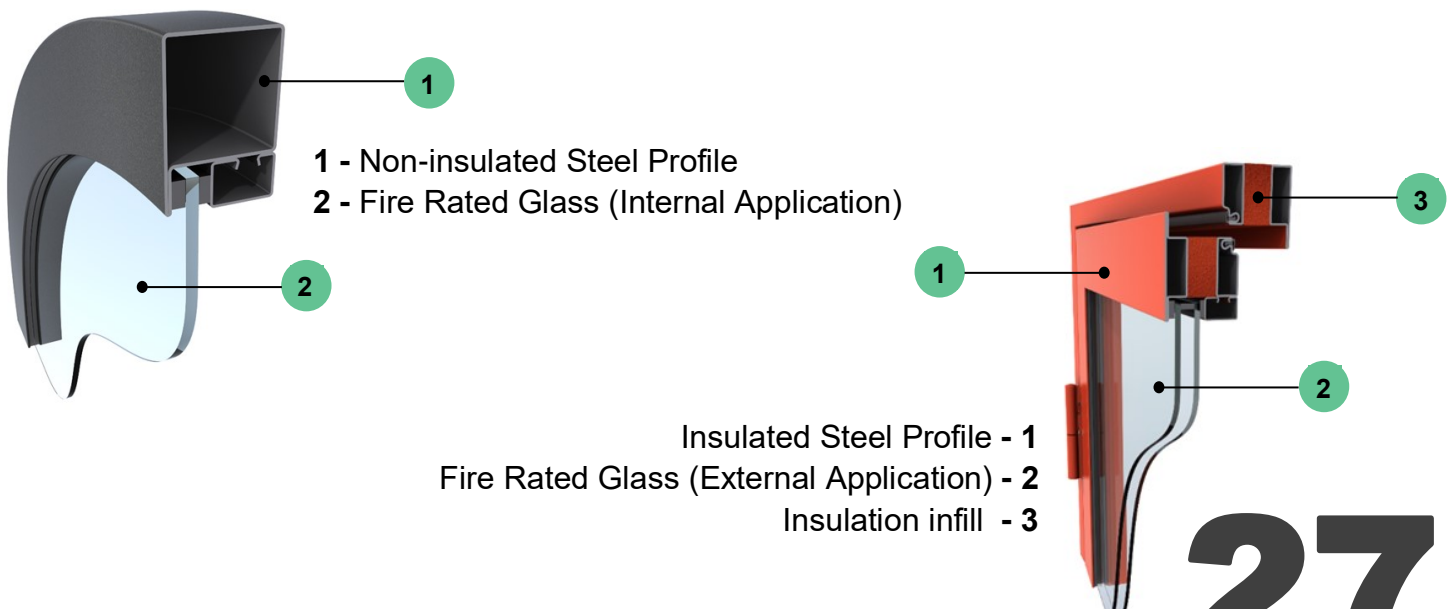 1
1 - Non-insulated Steel Profile
2 - Fire Rated Glass (Internal Application)
2
3
1
2
Insulated Steel Profile - 1
Fire Rated Glass (External Application) - 2
Insulation infill - 3
27